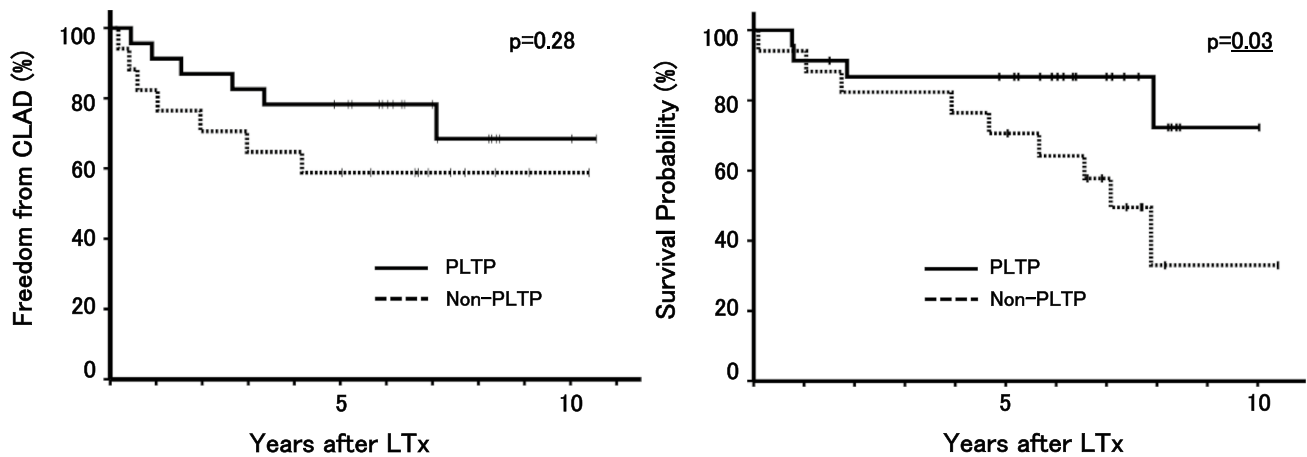 Freedom from CLAD (%)
100
80
60
40
20
0
p=0.28
PLTP
Non-PLTP
5
10
Years after LTx
Survival Probability (%)
100
80
60
40
20
0
p=0.03
PLTP
Non-PLTP
5
10
Years after LTx